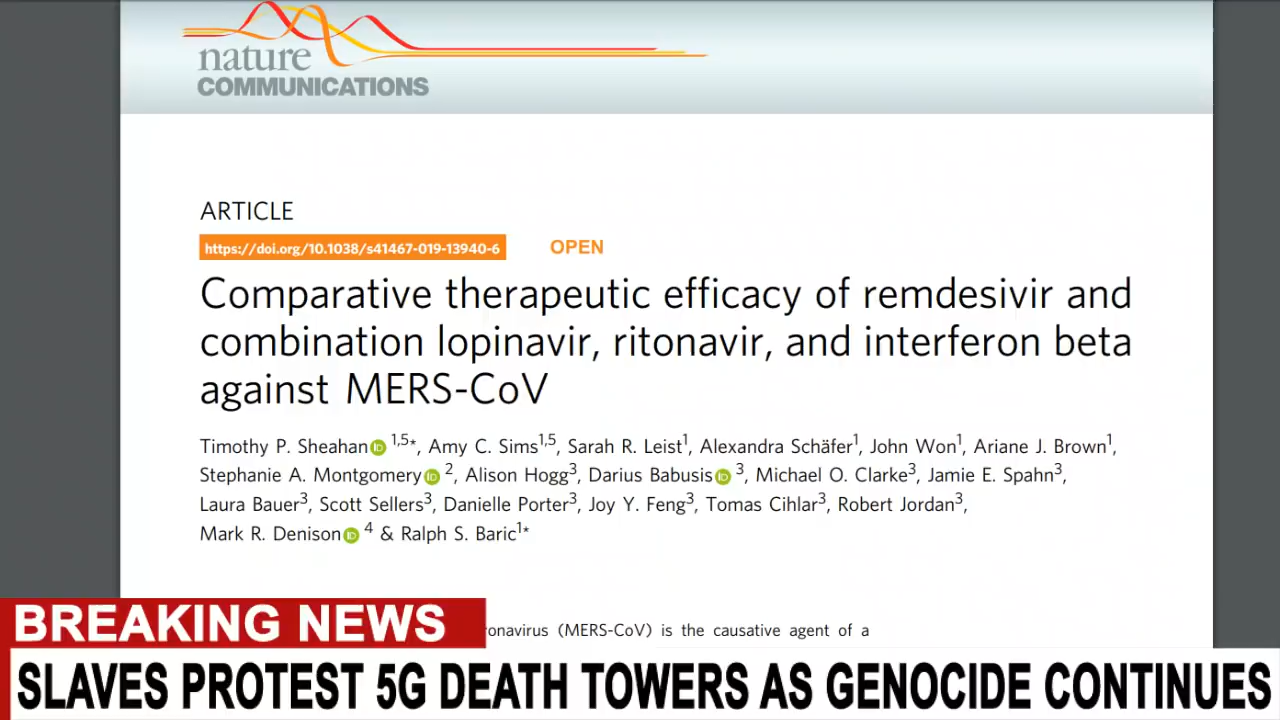 nature
COMMUNICATIONS
ARTICLE
https://doi.org/10.1038/s41467-019-13940-6 OPEN
Comparative therapeutic efficacy of remdesivir and
combination lopinavir, ritonavir, and interferon beta
against MERS-CoV
Timothy P. Sheahan 1,5*, Amy C. Sims1,5, Sarah R. Leist1, Alexandra Schäfer1, John Won1, Ariane J. Brown1,
Stephanie A. Montgomery 2, Alison Hogg3, Darius Babusis 3, Michael O. Clarke3, Jamie E. Spahn3,
Laura Bauer3, Scott Sellers3, Danielle Porter3, Joy Y. Feng3, Tomas Cihlar3, Robert Jordan3,
Mark R. Denison 4 & Ralph S. Baric1*
ronavirus (MERS-CoV) is the causative agent of a
BREAKING NEWS
SLAVES PROTEST 5G DEATH TOWERS AS GENOCIDE CONTINUES